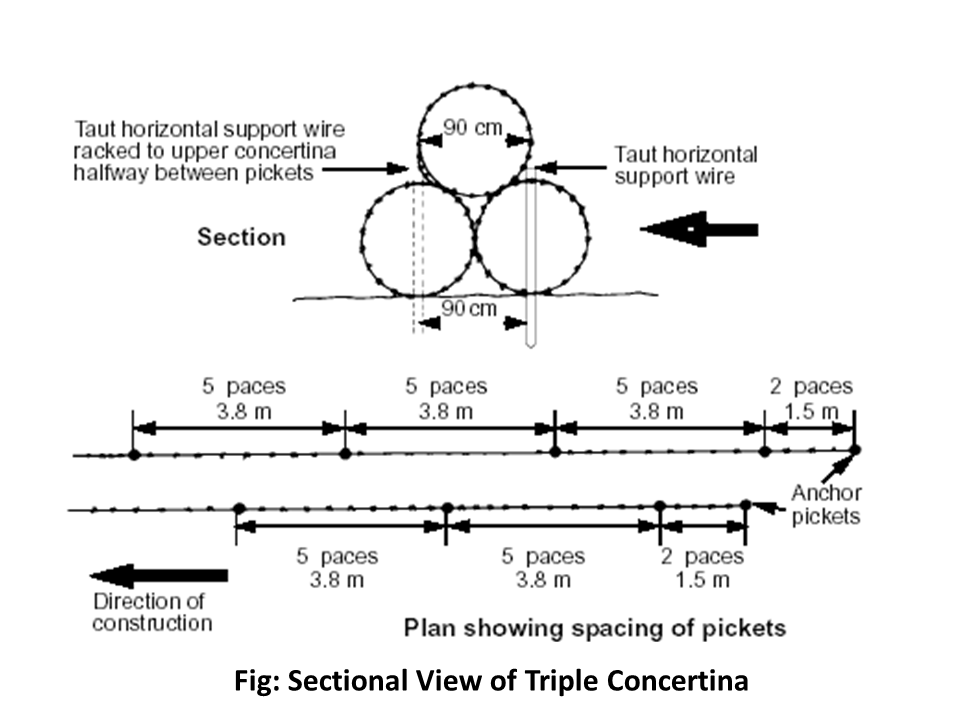 90 cm
Taut horizontal support wire
racked to upper concertina
halfway between pickets
Taut horizontal
support wire
Section
90 cm
5 paces
3.8 m
5 paces
3.8 m
5 paces
3.8 m
2 paces
1.5 m
Anchor
pickets
5 paces
3.8 m
5 paces
3.8 m
2 paces
1.5 m
Direction of
construction
Plan showing spacing of pickets
Fig: Sectional View of Triple Concertina